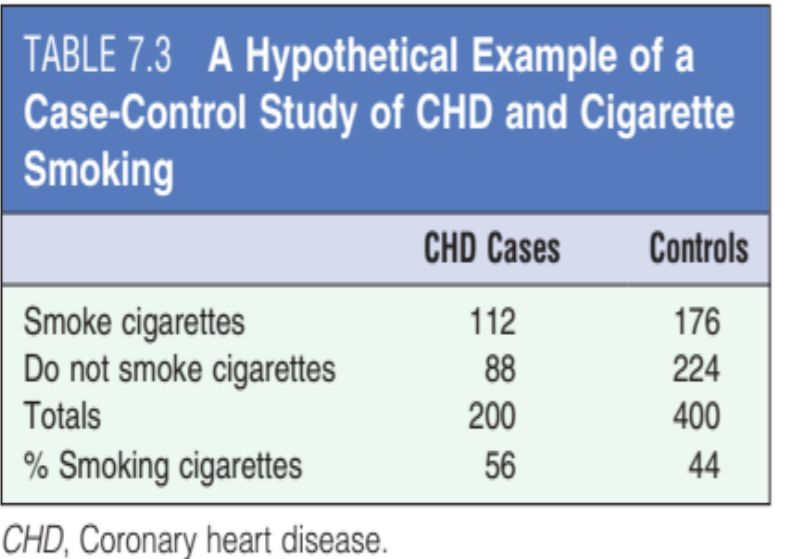 TABLE 7.3 A Hypothetical Example of a
Case-Control Study of CHD and Cigarette
Smoking
CHD Cases Controls
Smoke cigarettes 112 176
Do not smoke cigarettes 88 224
Totals 200 400
% Smoking cigarettes 56 44
CHD, Coronary heart disease.